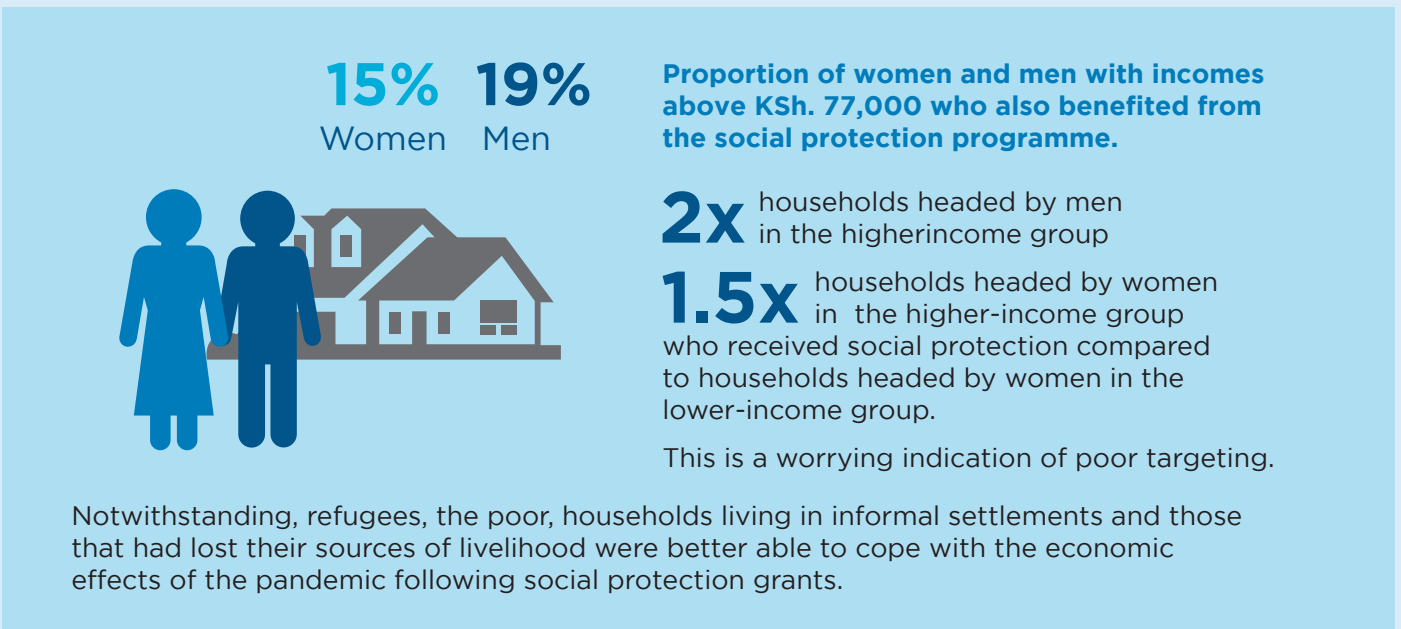 15% 19%
Women Men
Proportion of women and men with incomes
above KSh. 77,000 who also benefited from
the social protection programme.
2x households headed by men
in the higherincome group
1.5x households headed by women
in the higher-income group
who received social protection compared
to households headed by women in the
lower-income group.
This is a worrying indication of poor targeting.
Notwithstanding, refugees, the poor, households living in informal settlements and those
that had lost their sources of livelihood were better able to cope with the economic
effects of the pandemic following social protection grants.